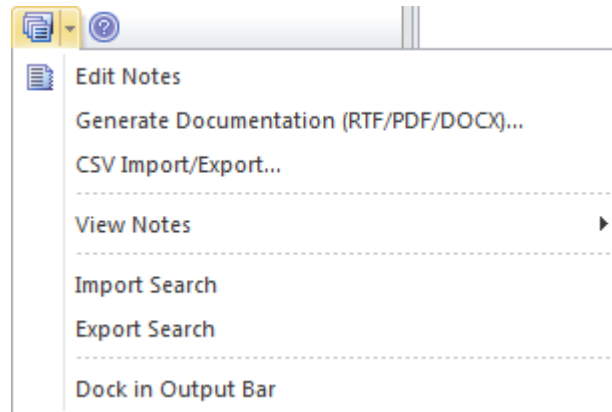 Edit Notes
Generate Documentation (RTF/PDF/DOCX)...
CSV Import/Export...
View Notes
Import Search
Export Search
Dock in Output Bar